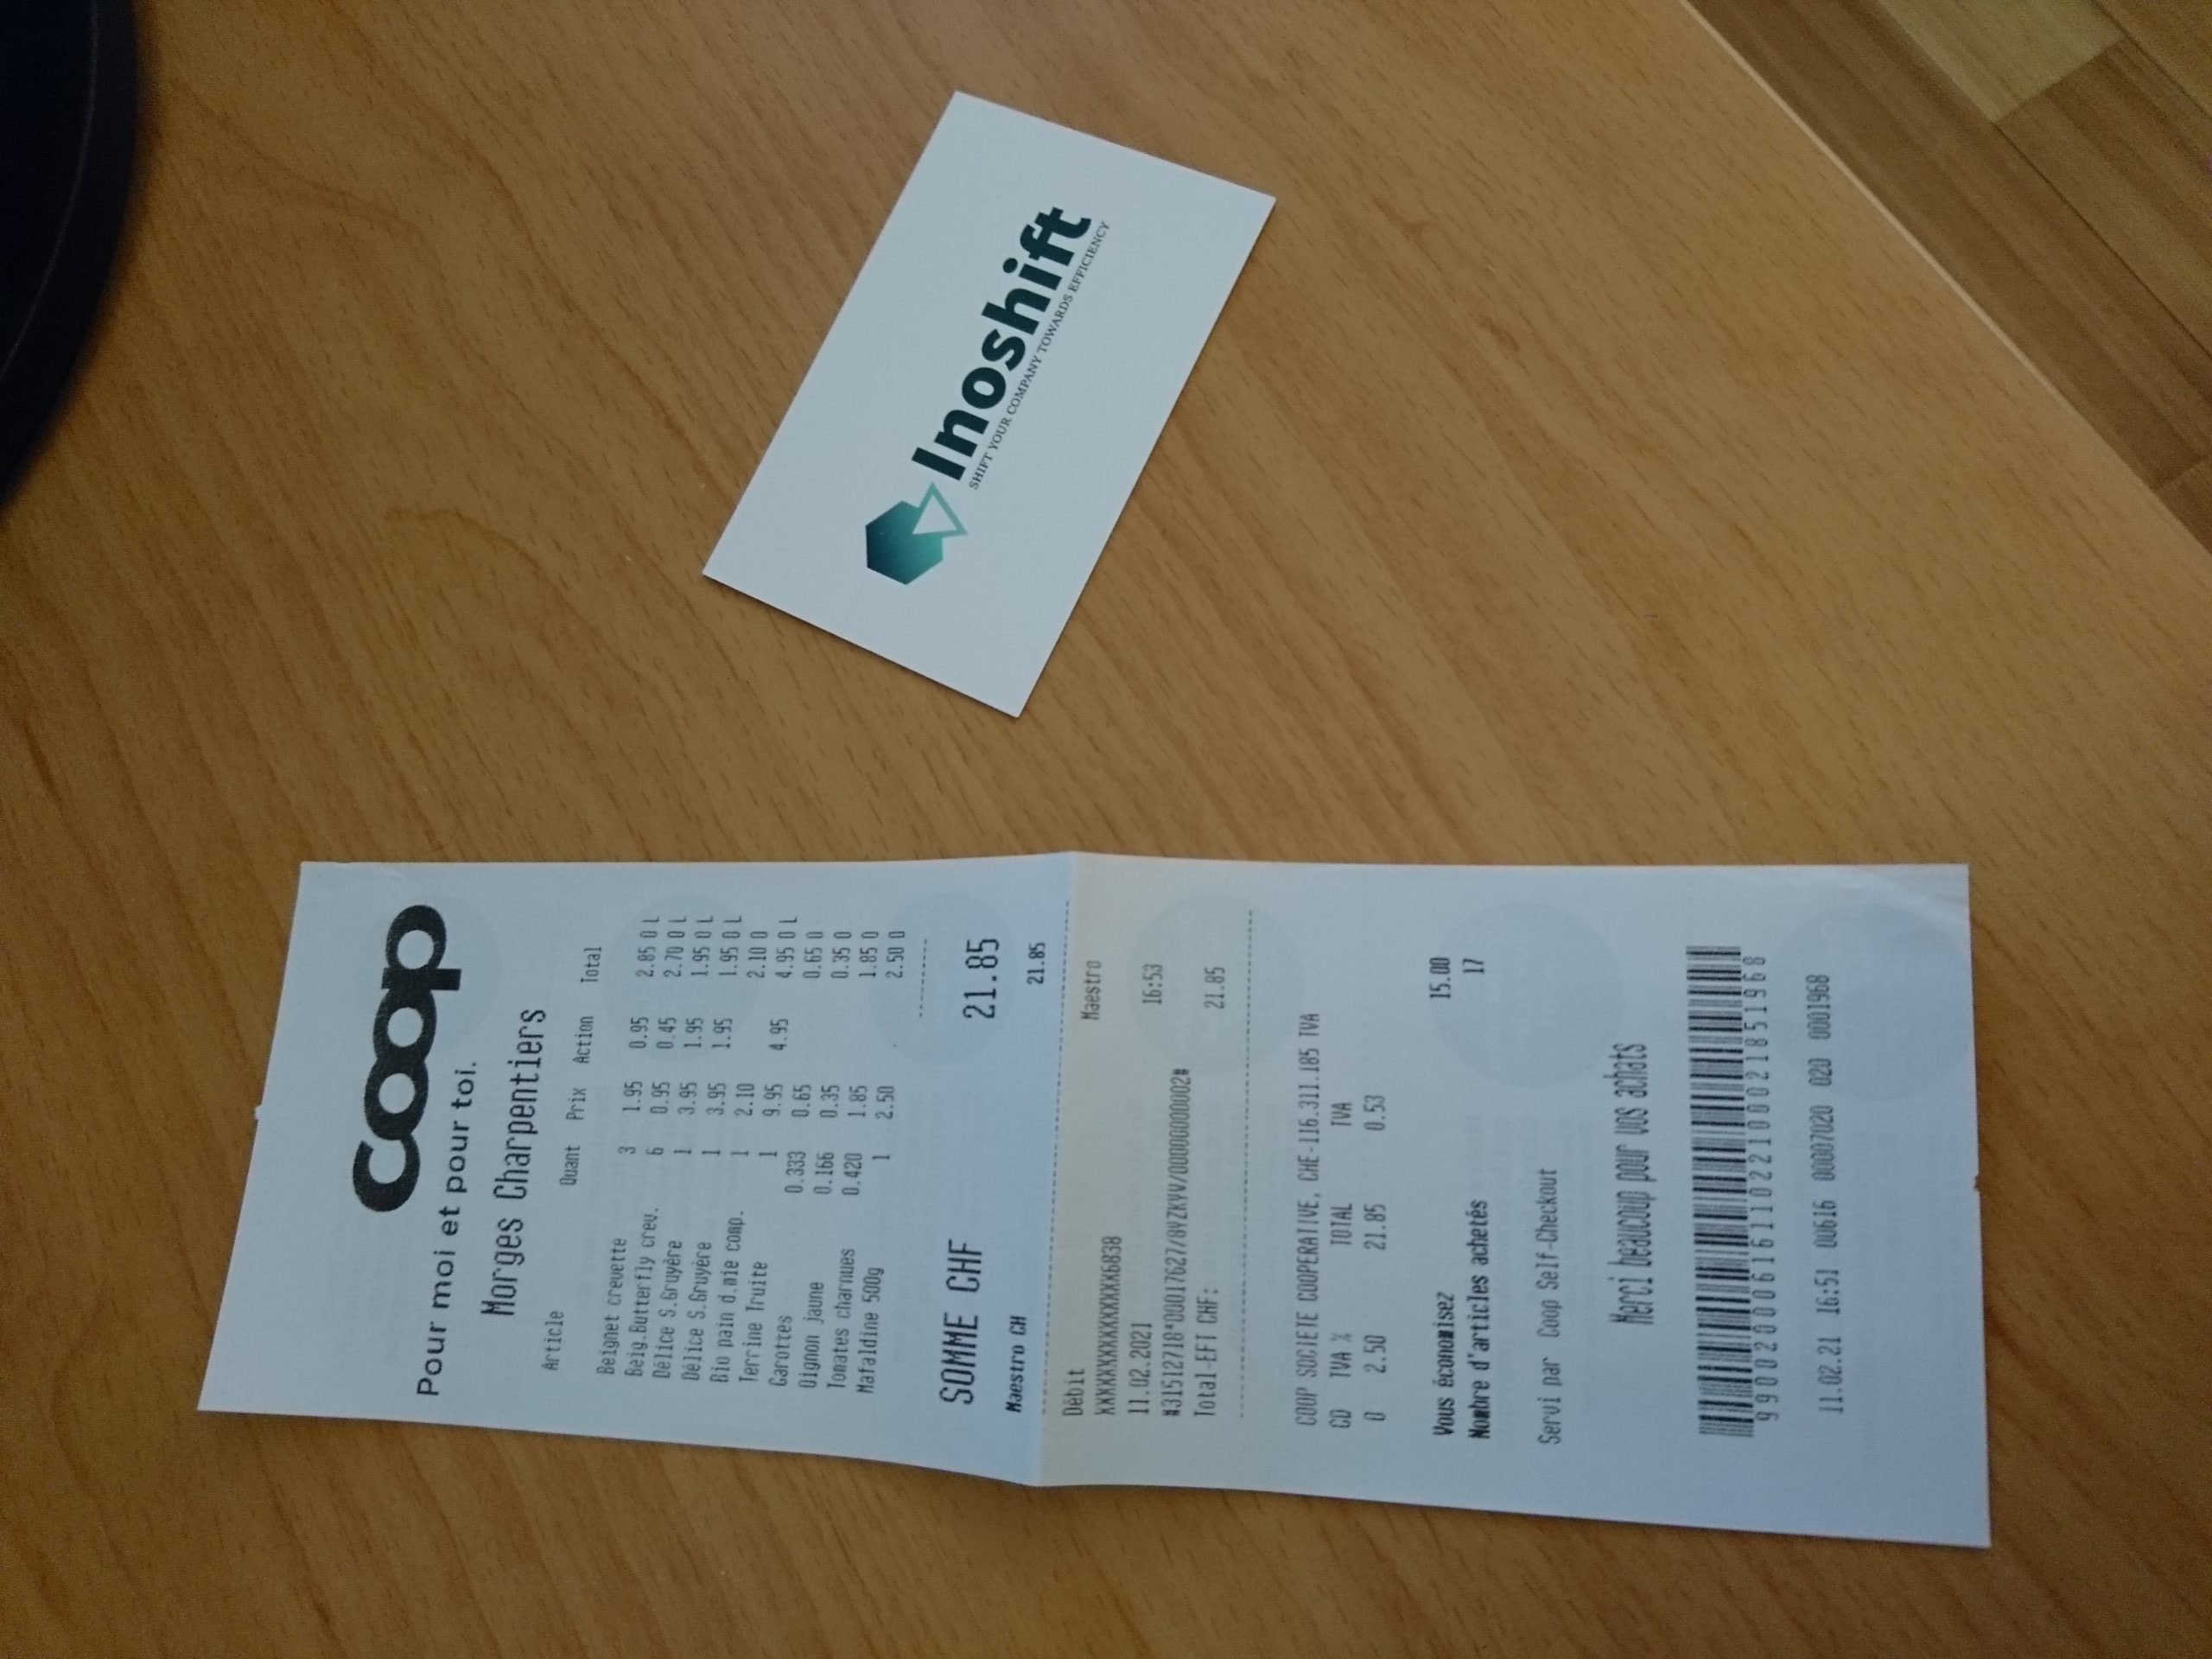 coop
Pour moi et pour toi.
Morges Charpentiers
Article Quant Prix Action Total
Beignet crevette 3 1.95 0.95 2.85 0 L
Beig.Butterfly crev. 6 0.95 0.45 2.70 0 L
Délice S.Gruyère 1 3.95 1.95 1.95 0 L
Délice S.Gruyère 1 3.95 1.95 1.95 0 L
Bio pain d.mie comp. 1 2.10 2.10 0
Terrine Truite 1 9.95 4.95 4.95 0 L
Carottes 0.333 0.65 0.65 0
Oignon jaune 0.166 0.35 0.35 0
Tomates charnues 0.420 1.85 1.85 0
Mafaldine 500g 1 2.50 2.50 0
SOMME CHF 21.85
Maestro CH 21.85
Débit Maestro
XXXXXXXXXXXXXXX6838
11.02.2021 16:53
#31512718*00017627/8YZKYV/00000000002#
Total-EFT CHF: 21.85
COOP SOCIETE COOPERATIVE, CHE-116.311.185 TVA
CD TVA % TOTAL TVA
0 2.50 21.85 0.53
Vous économisez 15.00
Nombre d'articles achetés 17
Servi par Coop Self-Checkout
Merci beaucoup pour vos achats
9900200061611022100021851968
11.02.21 16:51 00616 00007020 020 0001968
Inoshift
SHIFT YOUR COMPANY TOWARDS EFFICIENCY